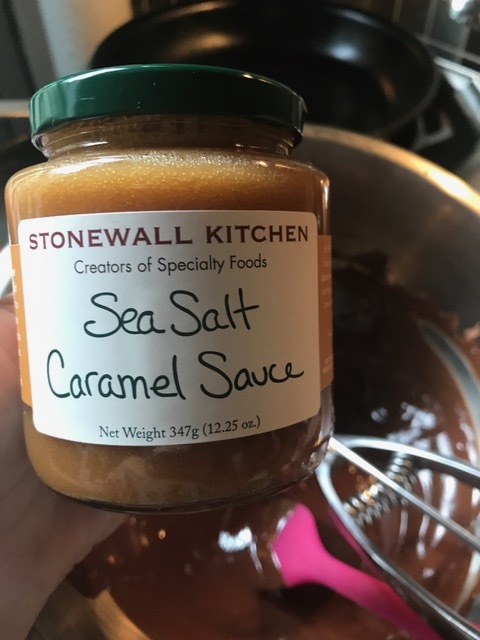 STONEWALL KITCHEN
Creators of Specialty Foods
Sea Salt
Caramel Sauce
Net Weight 347g (12.25 oz.)